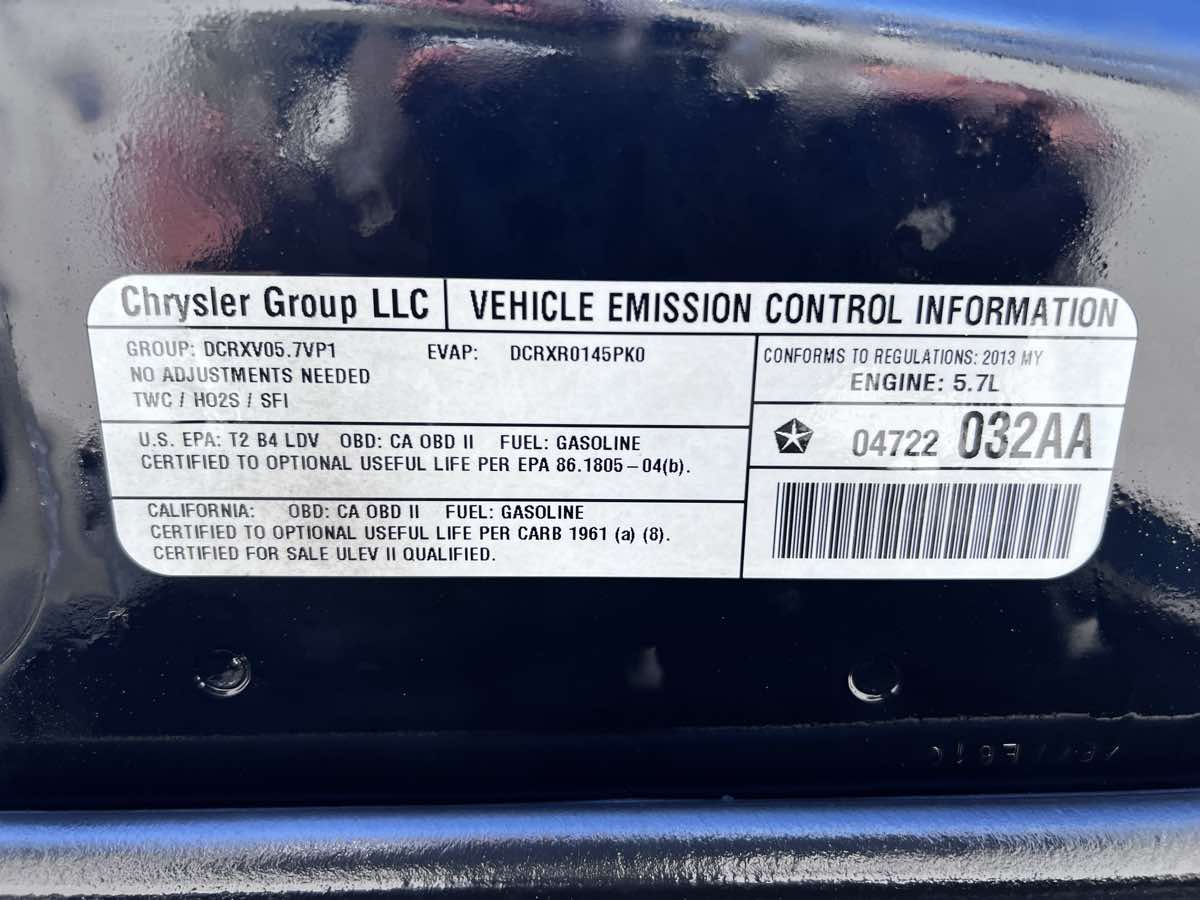 Chrysler Group LLC
VEHICLE EMISSION CONTROL INFORMATION
GROUP: DCRXV05.7VP1 EVAP: DCRXR0145PK0
NO ADJUSTMENTS NEEDED
TWC / HO2S / SFI
CONFORMS TO REGULATIONS: 2013 MY
ENGINE: 5.7L
04722 032AA
U.S. EPA: T2 B4 LDV OBD: CA OBD II FUEL: GASOLINE
CERTIFIED TO OPTIONAL USEFUL LIFE PER EPA 86.1805–04(b).
CALIFORNIA: OBD: CA OBD II FUEL: GASOLINE
CERTIFIED TO OPTIONAL USEFUL LIFE PER CARB 1961 (a) (8).
CERTIFIED FOR SALE ULEV II QUALIFIED.